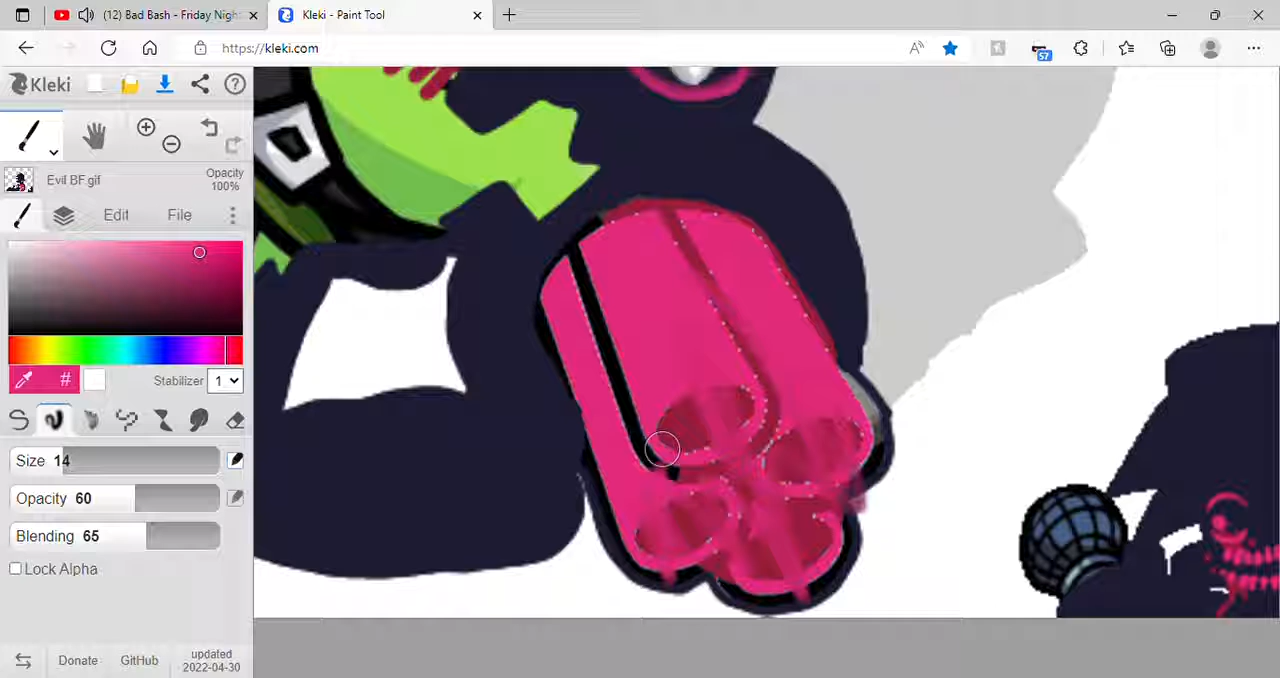 (12) Bad Bash - Friday Nigh
Kleki - Paint Tool
https://kleki.com
57
Kleki
Evil BF.gif
Opacity
100%
Edit
File
#
Stabilizer 1
Size 14
Opacity 60
Blending 65
Lock Alpha
Donate
GitHub
updated
2022-04-30